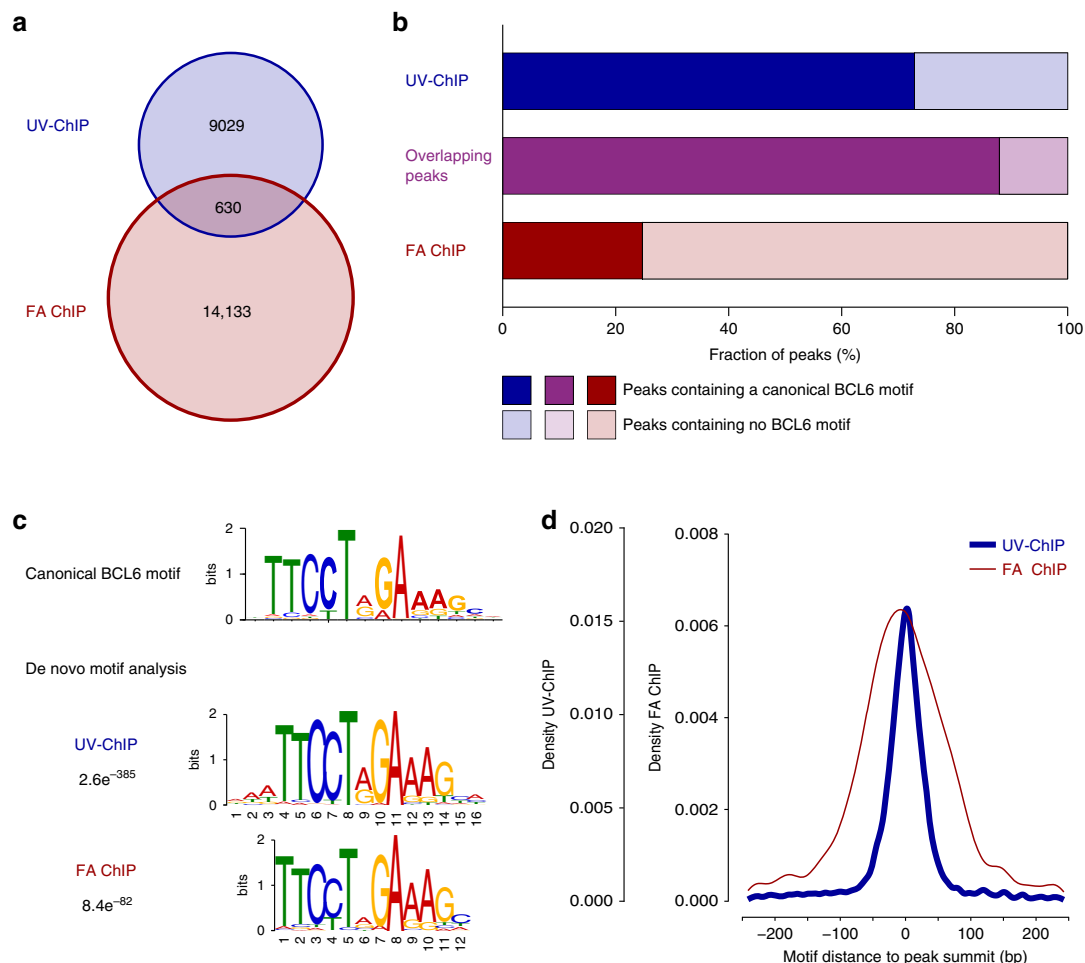 a
UV-ChIP
9029
630
FA ChIP
14,133
b
UV-ChIP
Overlapping
peaks
FA ChIP
0 20 40 60 80 100
Fraction of peaks (%)
Peaks containing a canonical BCL6 motif
Peaks containing no BCL6 motif
c
Canonical BCL6 motif
2
1
0
bits
TTCCTAGAAAG
De novo motif analysis
UV-ChIP
2.6e⁻³⁸⁵
2
1
0
bits
TTCCTAGAAAG
1 2 3 4 5 6 7 8 9 10 11 12 13 14 15 16
FA ChIP
8.4e⁻⁸²
2
1
0
bits
1 2 3 4 5 6 7 8 9 10 11 12
d
0.020
0.015
0.010
0.005
0.000
Density UV-ChIP
0.008
0.006
0.004
0.002
0.000
Density FA ChIP
UV-ChIP
FA ChIP
−200 −100 0 100 200
Motif distance to peak summit (bp)